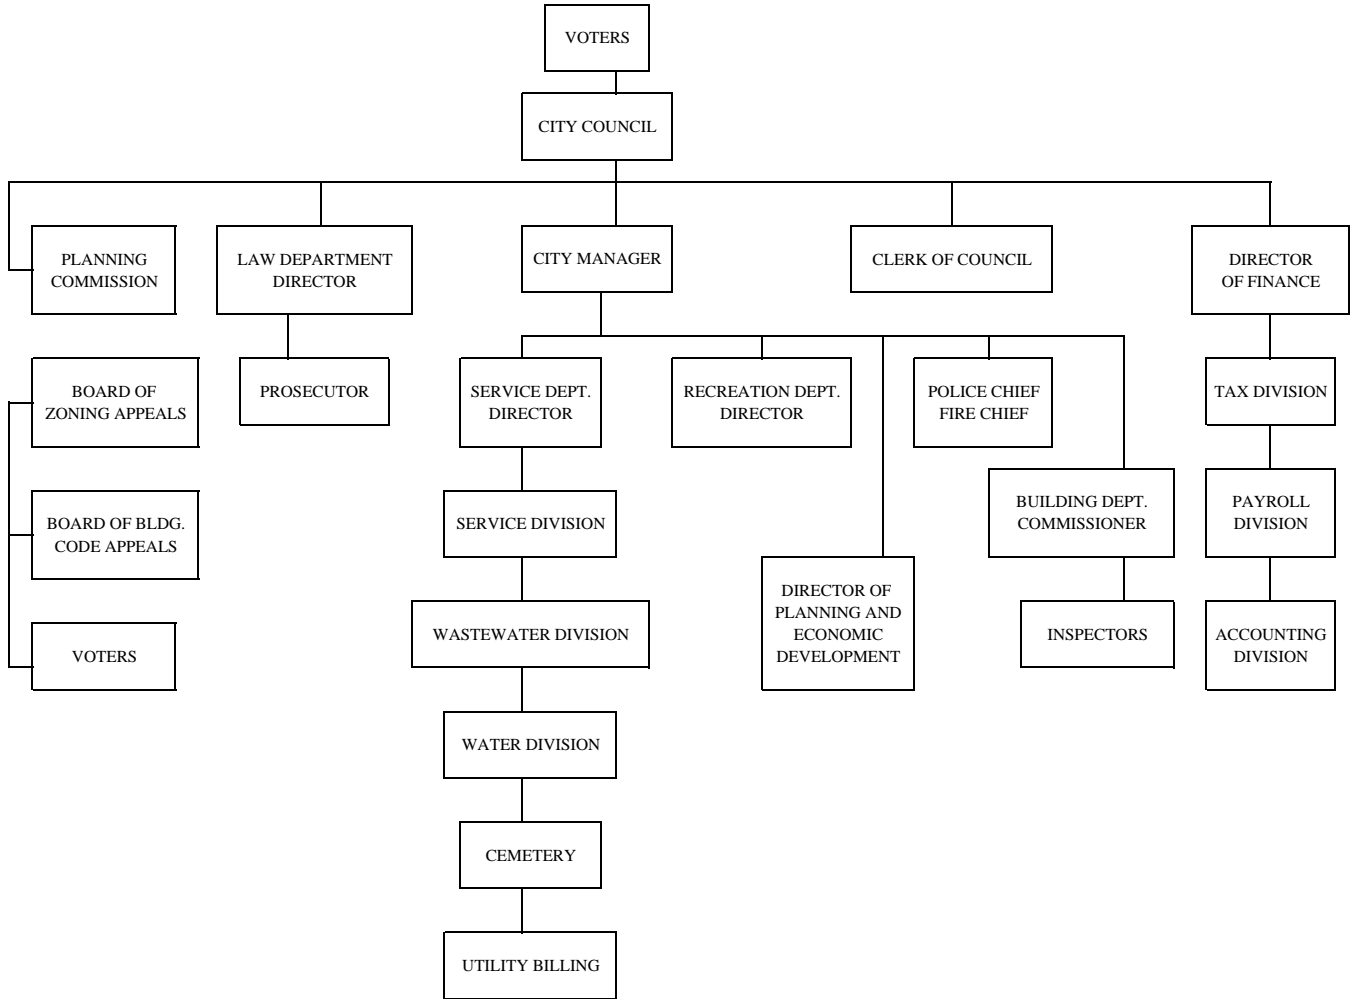 VOTERS
CITY COUNCIL
PLANNING
COMMISSION
LAW DEPARTMENT
DIRECTOR
CITY MANAGER
CLERK OF COUNCIL
DIRECTOR
OF FINANCE
BOARD OF
ZONING APPEALS
PROSECUTOR
SERVICE DEPT.
DIRECTOR
RECREATION DEPT.
DIRECTOR
POLICE CHIEF
FIRE CHIEF
TAX DIVISION
BOARD OF BLDG.
CODE APPEALS
SERVICE DIVISION
BUILDING DEPT.
COMMISSIONER
PAYROLL
DIVISION
VOTERS
WASTEWATER DIVISION
DIRECTOR OF
PLANNING AND
ECONOMIC
DEVELOPMENT
INSPECTORS
ACCOUNTING
DIVISION
WATER DIVISION
CEMETERY
UTILITY BILLING